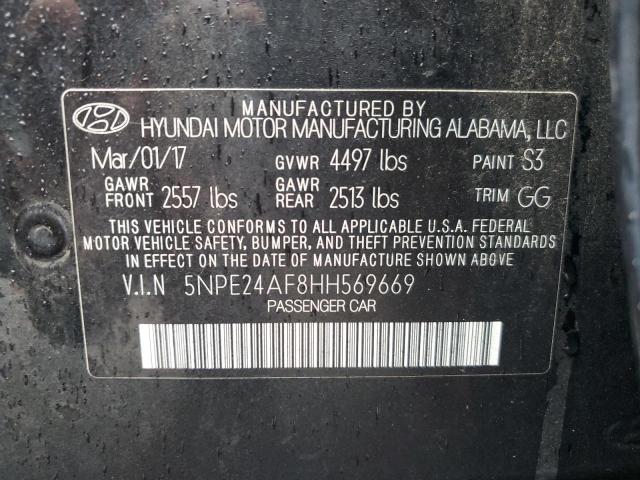 MANUFACTURED BY
HYUNDAI MOTOR MANUFACTURING ALABAMA, LLC
Mar/01/17 GVWR 4497 lbs PAINT S3
GAWR FRONT 2557 lbs GAWR REAR 2513 lbs TRIM GG
THIS VEHICLE CONFORMS TO ALL APPLICABLE U.S.A. FEDERAL
MOTOR VEHICLE SAFETY, BUMPER, AND THEFT PREVENTION STANDARDS
IN EFFECT ON THE DATE OF MANUFACTURE SHOWN ABOVE.
V.I.N 5NPE24AF8HH569669
PASSENGER CAR